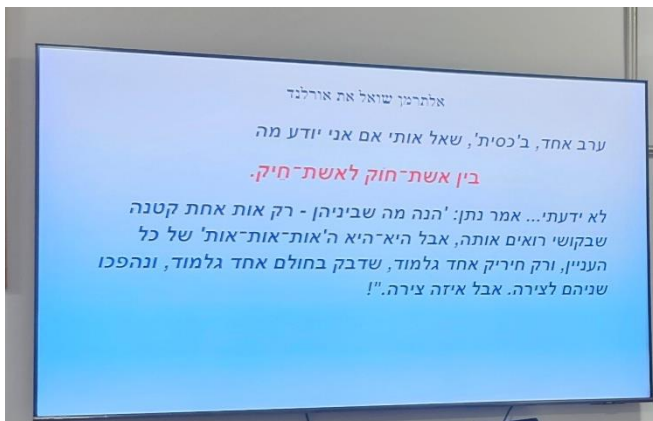 אלתרמן שואל את אורלנד
ערב אחד, ב'כסית', שאל אותי אם אני יודע מה
בין אשת־חוק לאשת־חֵיק.
לא ידעתי... אמר נתן: 'הנה מה שביניהן - רק אות אחת קטנה
שבקושי רואים אותה, אבל היא־היא ה'אות־אות־אות' של כל
העניין, ורק חיריק אחד גלמוד, שדבק בחולם אחד גלמוד, ונהפכו
שניהם לצירה. אבל איזה צירה."!